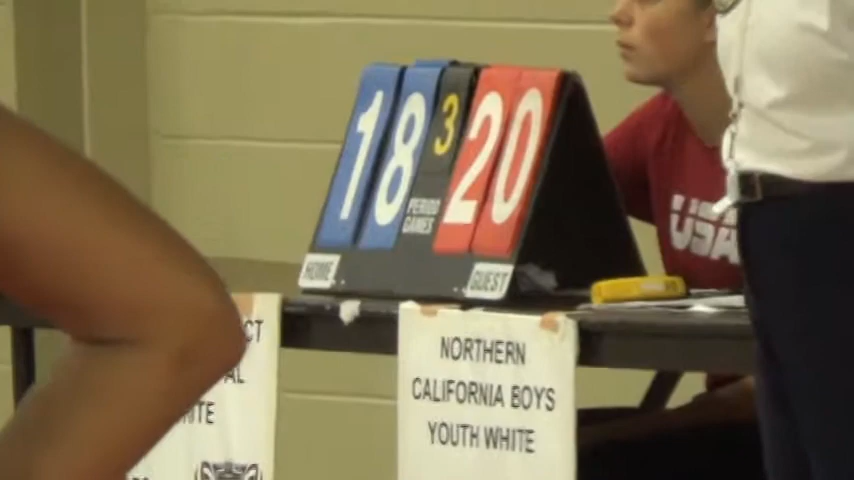 18 3 20
PERIOD
GAMES
HOME GUEST
USA
NORTHERN
CALIFORNIA BOYS
YOUTH WHITE